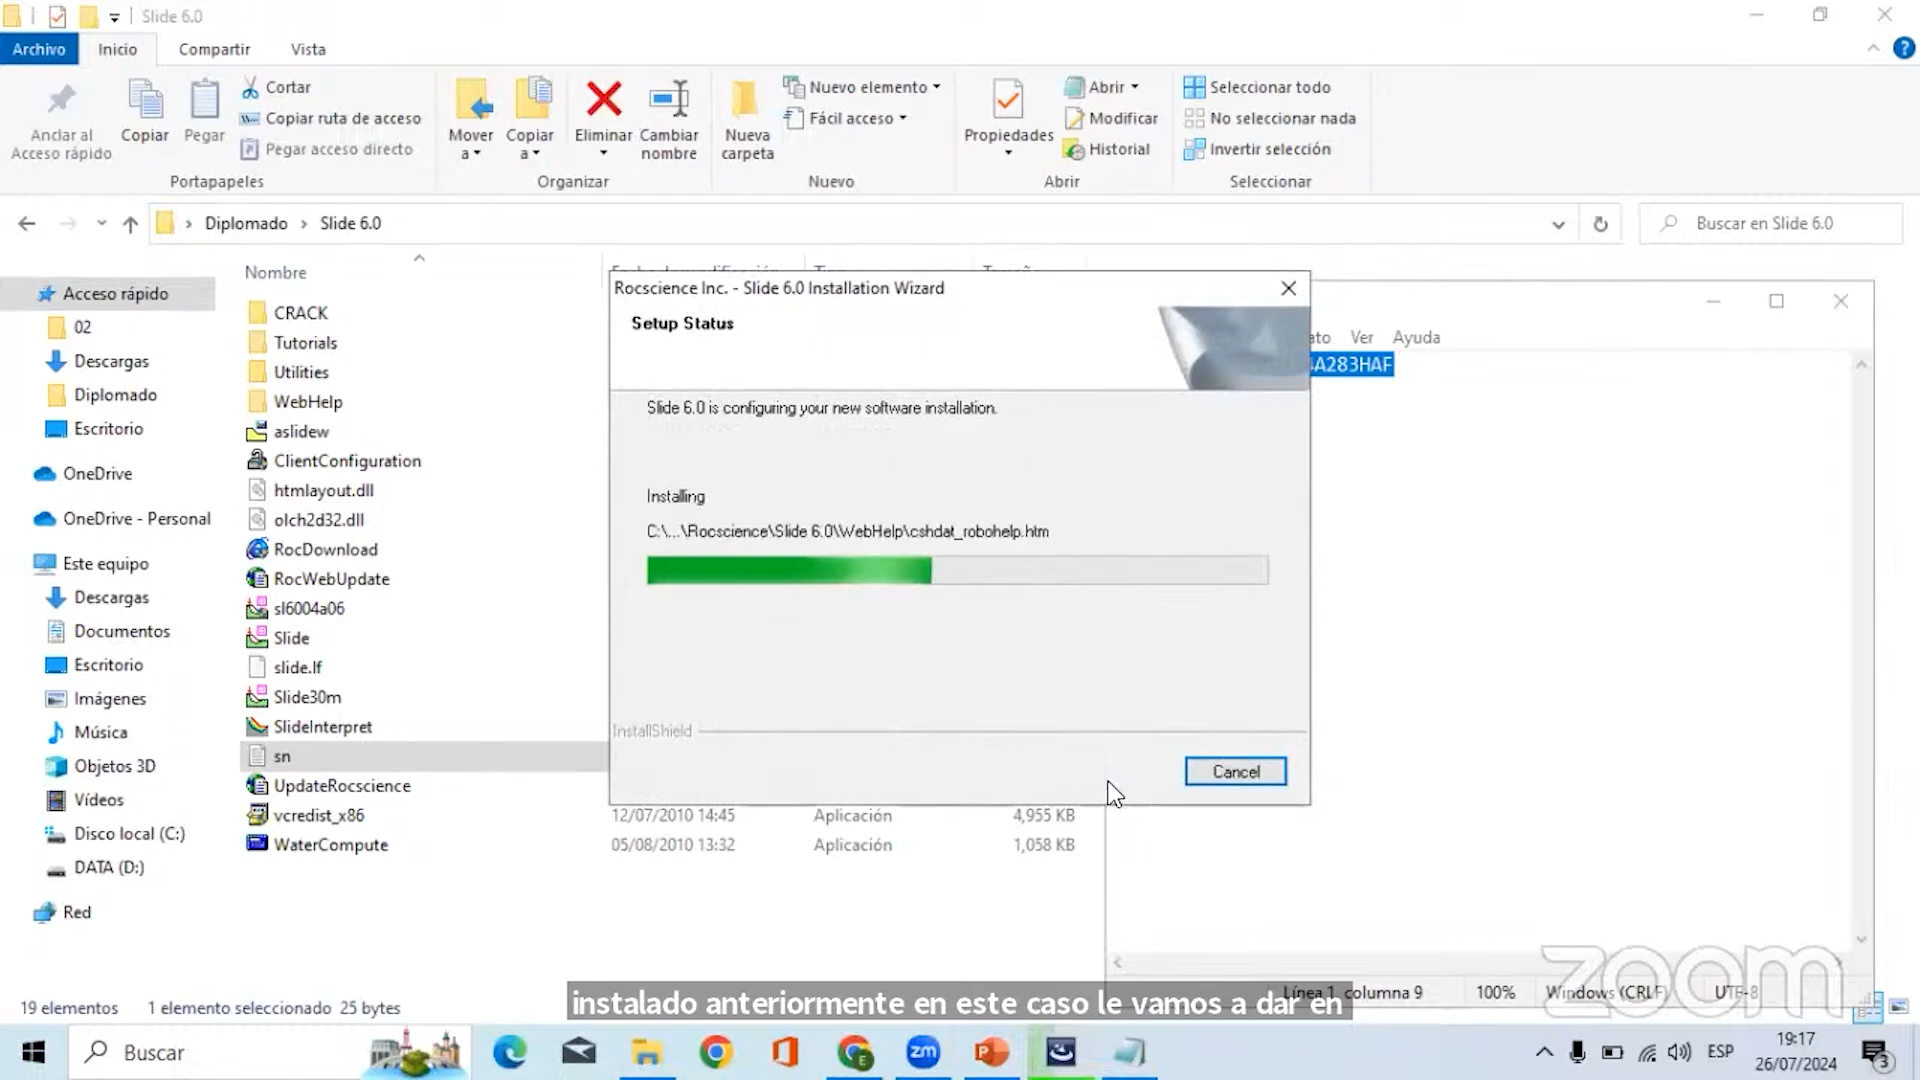 Slide 6.0
Archivo Inicio Compartir Vista
Anclar al
Acceso rápido
Copiar
Pegar
Cortar
Copiar ruta de acceso
Pegar acceso directo
Portapapeles
Mover
a
Copiar
a
Eliminar
Cambiar
nombre
Organizar
Nueva
carpeta
Nuevo elemento
Fácil acceso
Nuevo
Propiedades
Abrir
Modificar
Historial
Abrir
Seleccionar todo
No seleccionar nada
Invertir selección
Seleccionar
Diplomado › Slide 6.0
Buscar en Slide 6.0
Acceso rápido
02
Descargas
Diplomado
Escritorio
OneDrive
OneDrive - Personal
Este equipo
Descargas
Documentos
Escritorio
Imágenes
Música
Objetos 3D
Vídeos
Disco local (C:)
DATA (D:)
Red
Nombre
CRACK
Tutorials
Utilities
WebHelp
aslidew
ClientConfiguration
htmlayout.dll
olch2d32.dll
RocDownload
RocWebUpdate
sl6004a06
Slide
slide.lf
Slide30m
SlideInterpret
sn
UpdateRocscience
vcredist_x86 12/07/2010 14:45 Aplicación 4,955 KB
WaterCompute 05/08/2010 13:32 Aplicación 1,058 KB
Rocscience Inc. - Slide 6.0 Installation Wizard
Setup Status
Slide 6.0 is configuring your new software installation.
Installing
C:\...\Rocscience\Slide 6.0\WebHelp\cshdat_robohelp.htm
InstallShield
Cancel
ato Ver Ayuda
A283HAF
Línea 1, columna 9 100% Windows (CRLF) UTF-8
zoom
19 elementos 1 elemento seleccionado 25 bytes
instalado anteriormente en este caso le vamos a dar en
Buscar
zm
ESP
19:17
26/07/2024
3